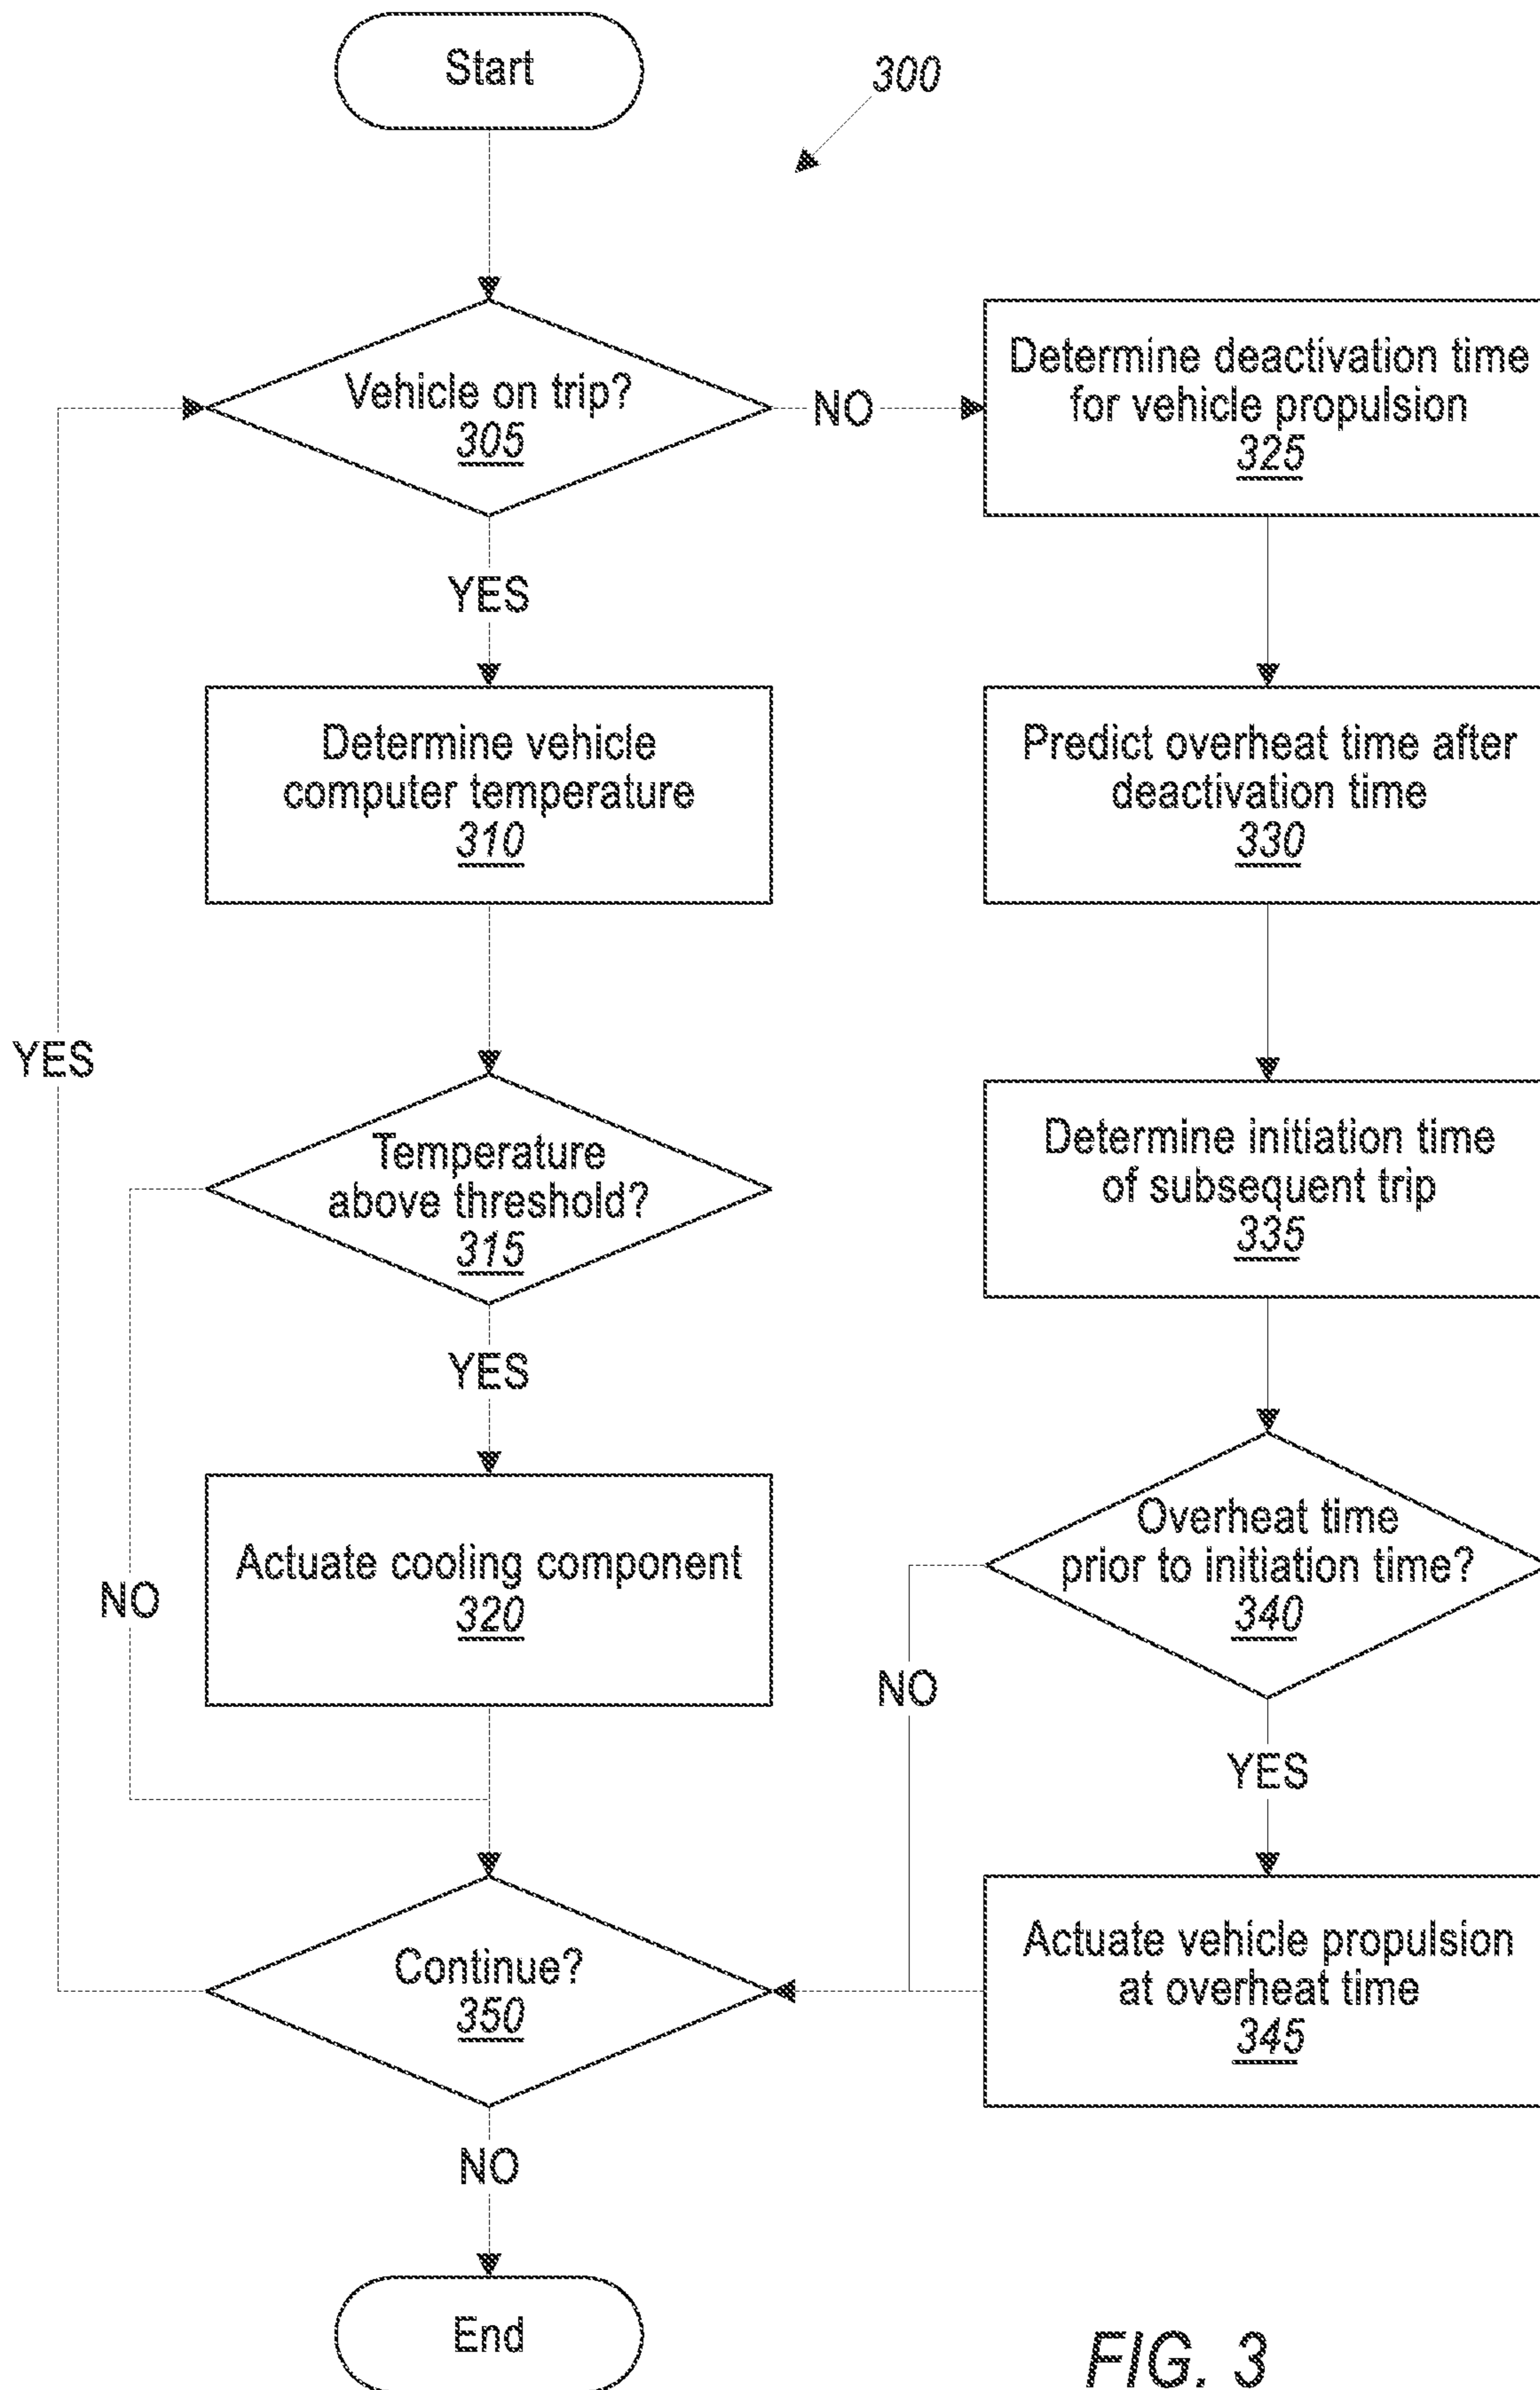 Start
300
Vehicle on trip?
305
NO
Determine deactivation time
for vehicle propulsion
325
YES
Determine vehicle
computer temperature
310
Predict overheat time after
deactivation time
330
YES
Temperature
above threshold?
315
Determine initiation time
of subsequent trip
335
YES
NO
Actuate cooling component
320
Overheat time
prior to initiation time?
340
NO
YES
Continue?
350
Actuate vehicle propulsion
at overheat time
345
NO
End
FIG. 3